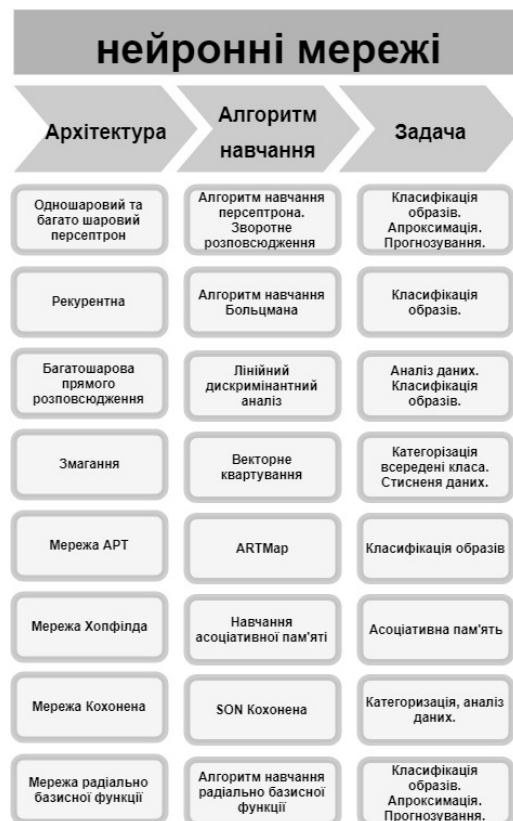 нейронні мережі
Архітектура
Алгоритм
навчання
Задача
Одношаровий та
багато шаровий
персептрон
Алгоритм навчання
персептрона.
Зворотне
розповсюдження
Класифікація
образів.
Апроксимація.
Прогнозування.
Рекурентна
Алгоритм навчання
Больцмана
Класифікація
образів.
Багатошарова
прямого
розповсюдження
Лінійний
дискримінантний
аналіз
Аналіз даних.
Класифікація
образів.
Змагання
Векторне
квартування
Категорізація
всередені класа.
Стисненя даних.
Мережа АРТ
ARTMap
Класифікація образів
Мережа Хопфілда
Навчання
асоціативної пам'яті
Асоціативна пам'ять
Мережа Кохонена
SON Кохонена
Категоризація, аналіз
даних.
Мережа радіально
базисної функції
Алгоритм навчання
радіально базисної
функції
Класифікація
образів.
Апроксимація.
Прогнозування.